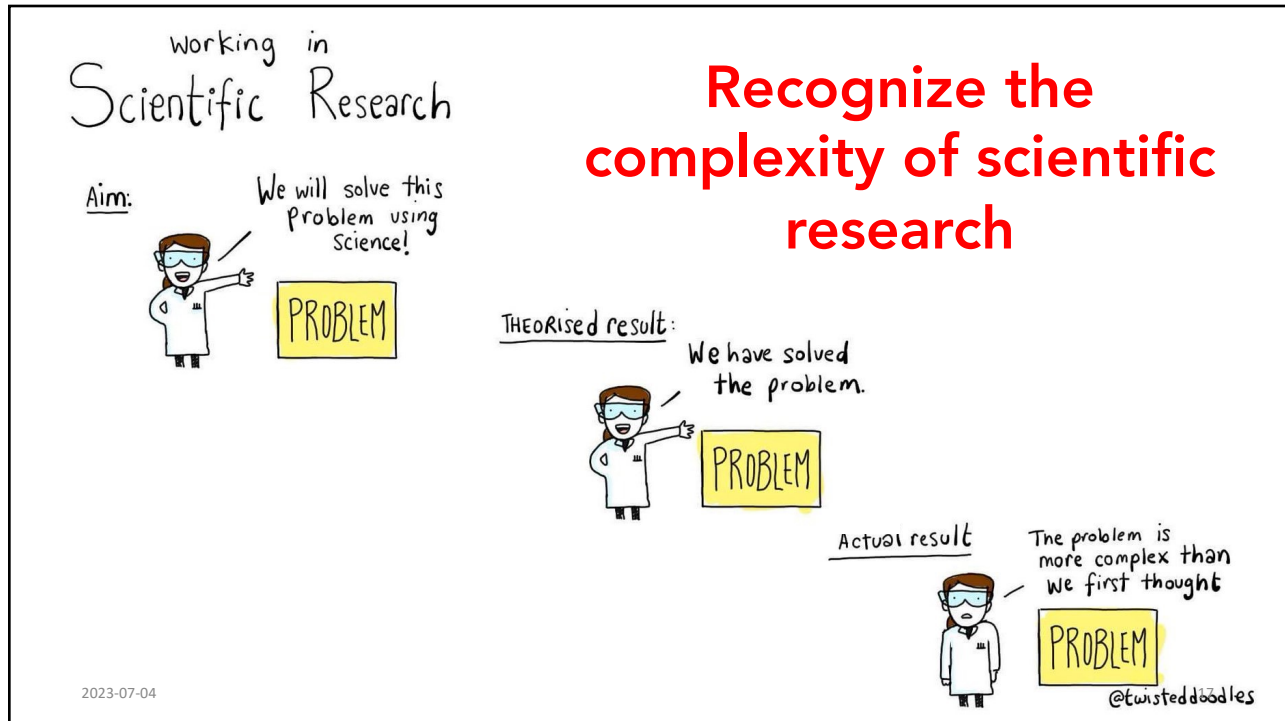 working in
Scientific Research
Recognize the
complexity of scientific
research
Aim:
We will solve this
Problem using
Science!
PROBLEM
THEORISED result:
We have solved
the problem.
PROBLEM
Actual result
The problem is
more complex than
we first thought
PROBLEM
2023-07-04
17
@twisteddoodles